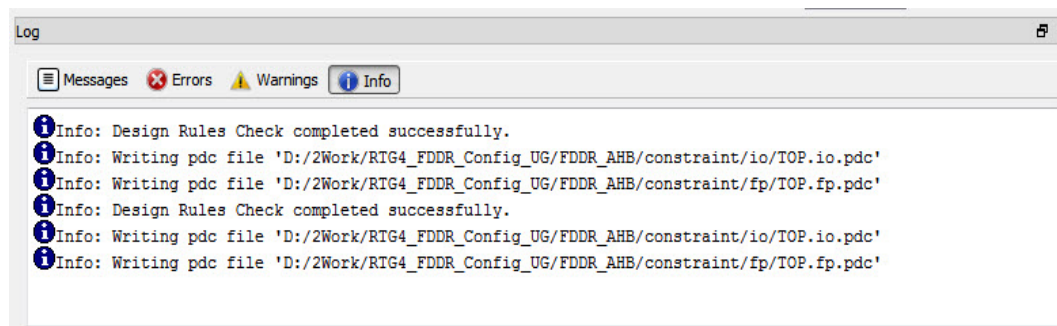 Log
Messages Errors Warnings Info
Info: Design Rules Check completed successfully.
Info: Writing pdc file 'D:/2Work/RTG4_FDDR_Config_UG/FDDR_AHB/constraint/io/TOP.io.pdc'
Info: Writing pdc file 'D:/2Work/RTG4_FDDR_Config_UG/FDDR_AHB/constraint/fp/TOP.fp.pdc'
Info: Design Rules Check completed successfully.
Info: Writing pdc file 'D:/2Work/RTG4_FDDR_Config_UG/FDDR_AHB/constraint/io/TOP.io.pdc'
Info: Writing pdc file 'D:/2Work/RTG4_FDDR_Config_UG/FDDR_AHB/constraint/fp/TOP.fp.pdc'